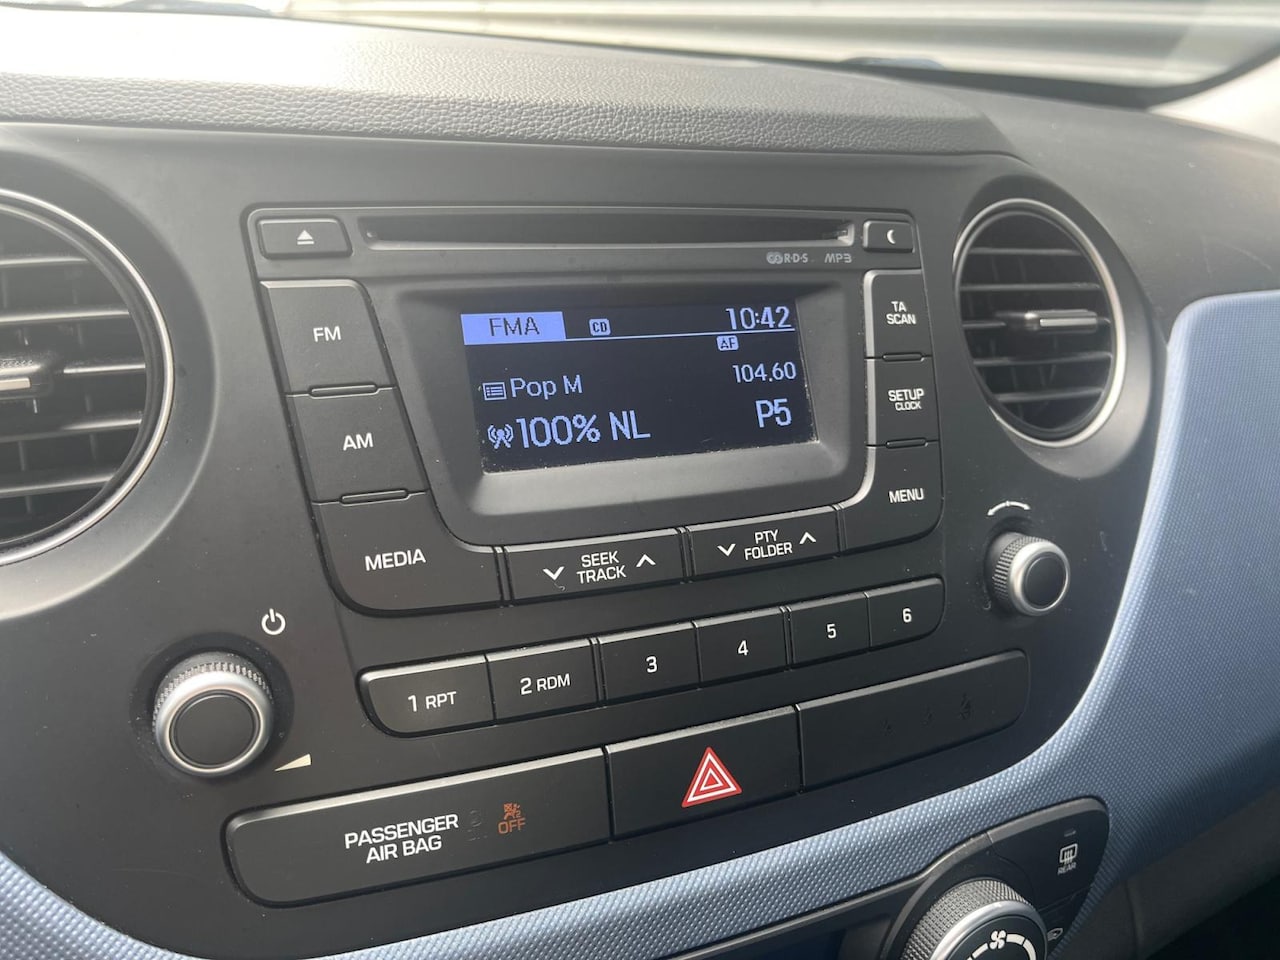 R·D·S MP3
FM
AM
MEDIA
FMA CD 10:42
AF
Pop M 104.60
100% NL P5
TA
SCAN
SETUP
CLOCK
MENU
SEEK
TRACK
PTY
FOLDER
1 RPT
2 RDM
3
4
5
6
PASSENGER
AIR BAG
OFF
REAR